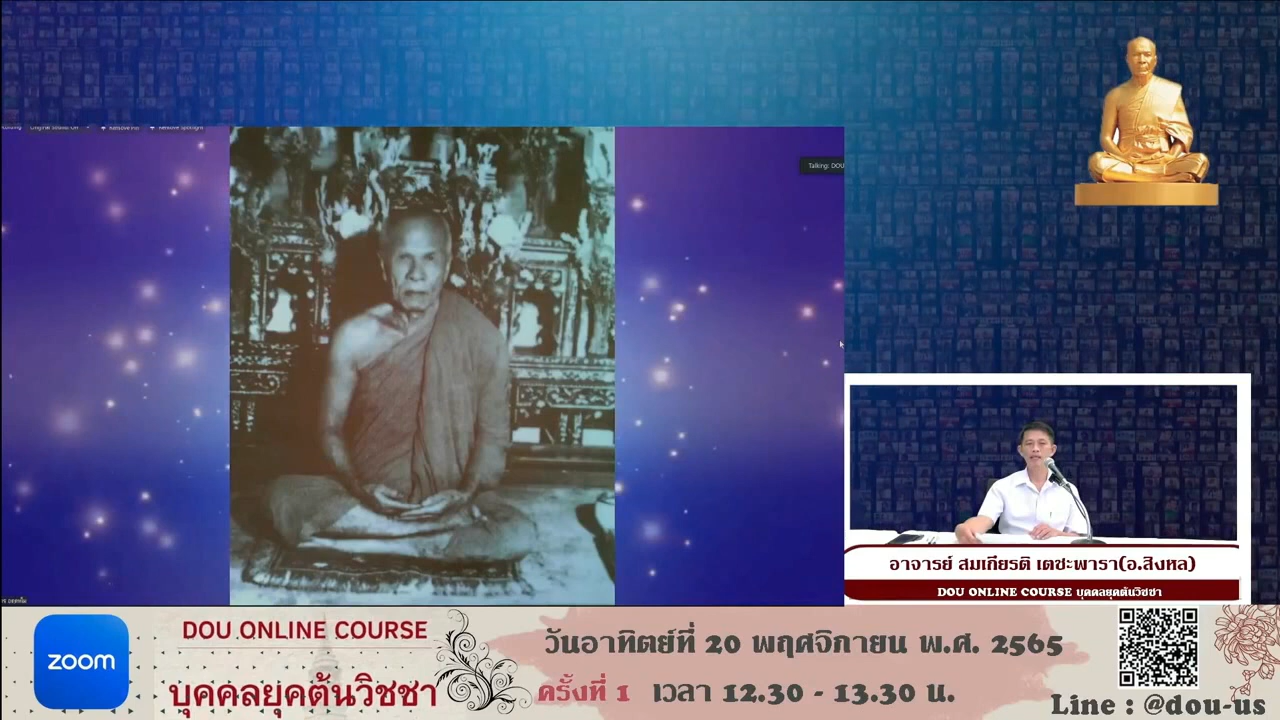 Talking: DOU
อาจารย์ สมเกียรติ เตชะพารา(อ.สิงหล)
DOU ONLINE COURSE บุคคลยุคต้นวิชชา
zoom
DOU ONLINE COURSE
บุคคลยุคต้นวิชชา
วันอาทิตย์ที่ 20 พฤศจิกายน พ.ศ. 2565
ครั้งที่ 1 เวลา 12.30 - 13.30 น.
Line : @dou-us